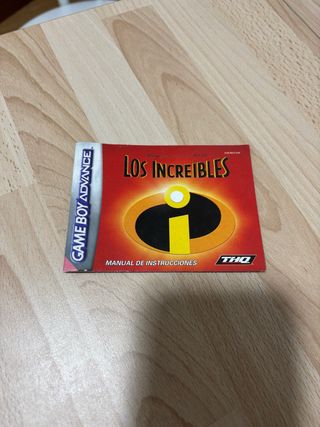 GAME BOY ADVANCE
LOS INCREIBLES
i
MANUAL DE INSTRUCCIONES
THQ